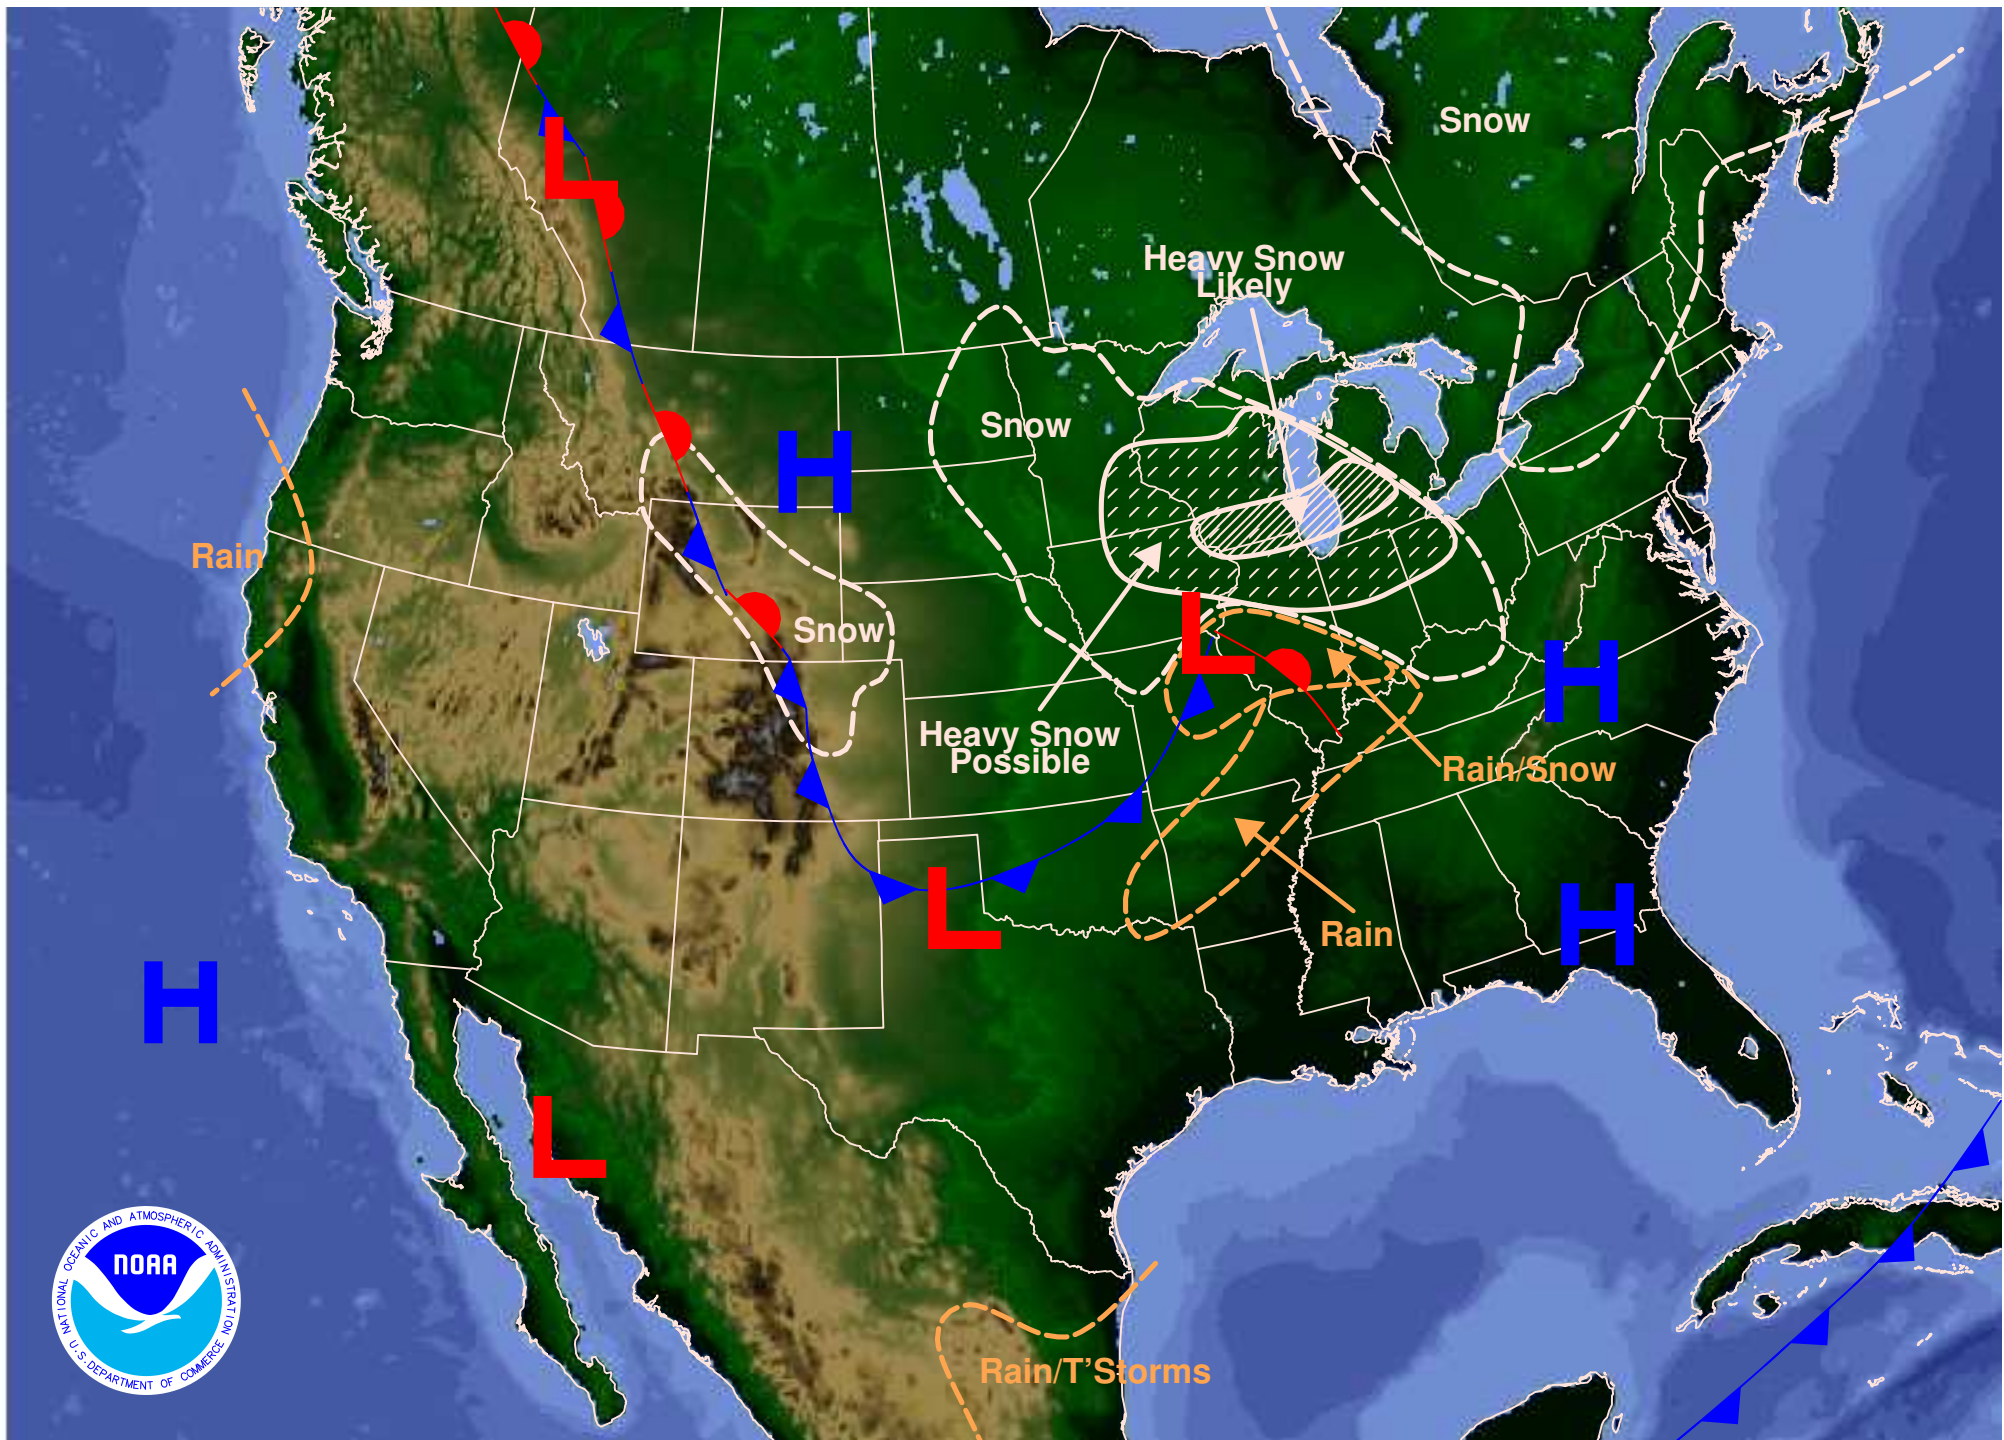 Snow
Heavy Snow
Likely
Snow
Rain
H
L
Snow
L
H
Heavy Snow
Possible
Rain/Snow
L
H
Rain
H
L
Rain/T'Storms
NATIONAL OCEANIC AND ATMOSPHERIC ADMINISTRATION
NOAA
U.S. DEPARTMENT OF COMMERCE